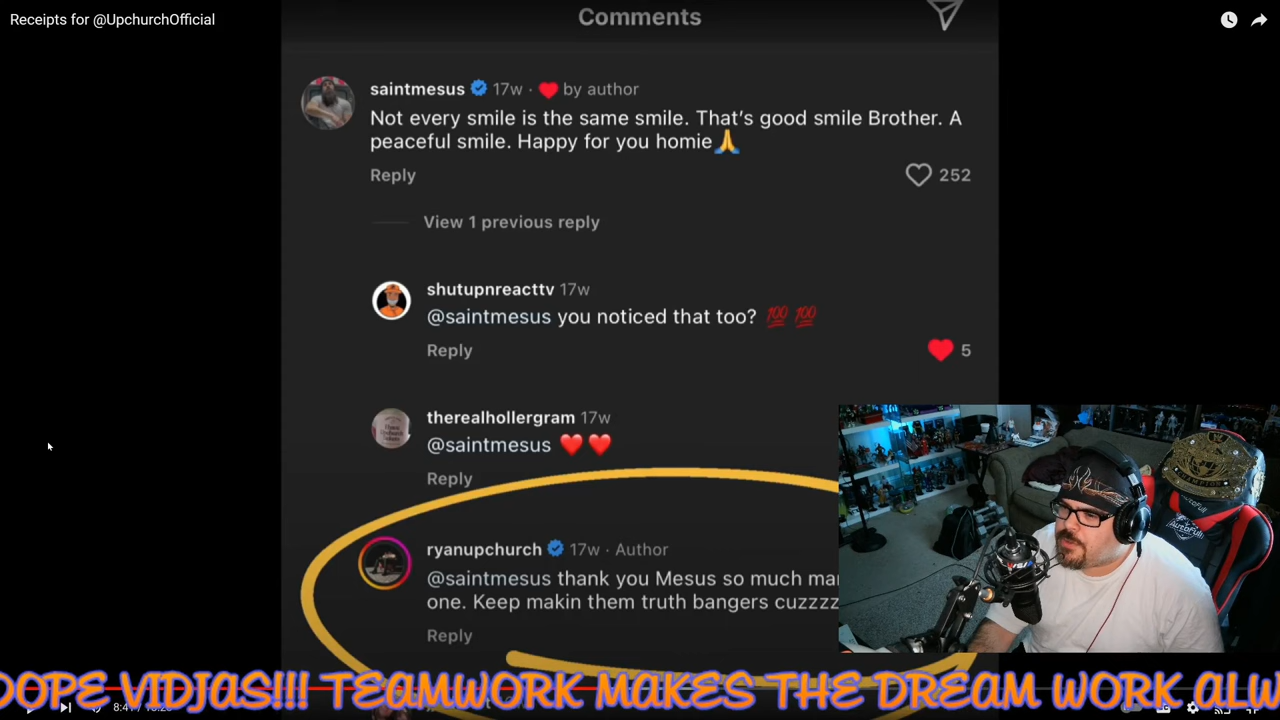 Receipts for @UpchurchOfficial
Comments
saintmesus 17w · ❤️ by author
Not every smile is the same smile. That's good smile Brother. A
peaceful smile. Happy for you homie🙏
Reply
252
View 1 previous reply
shutupnreacttv 17w
@saintmesus you noticed that too? 💯 💯
Reply
5
therealhollergram 17w
@saintmesus ❤️❤️
Reply
ryanupchurch 17w · Author
@saintmesus thank you Mesus so much
one. Keep makin them truth bangers cuzzzz
Reply
DOPE VIDJAS!!! TEAMWORK MAKES THE DREAM WORK